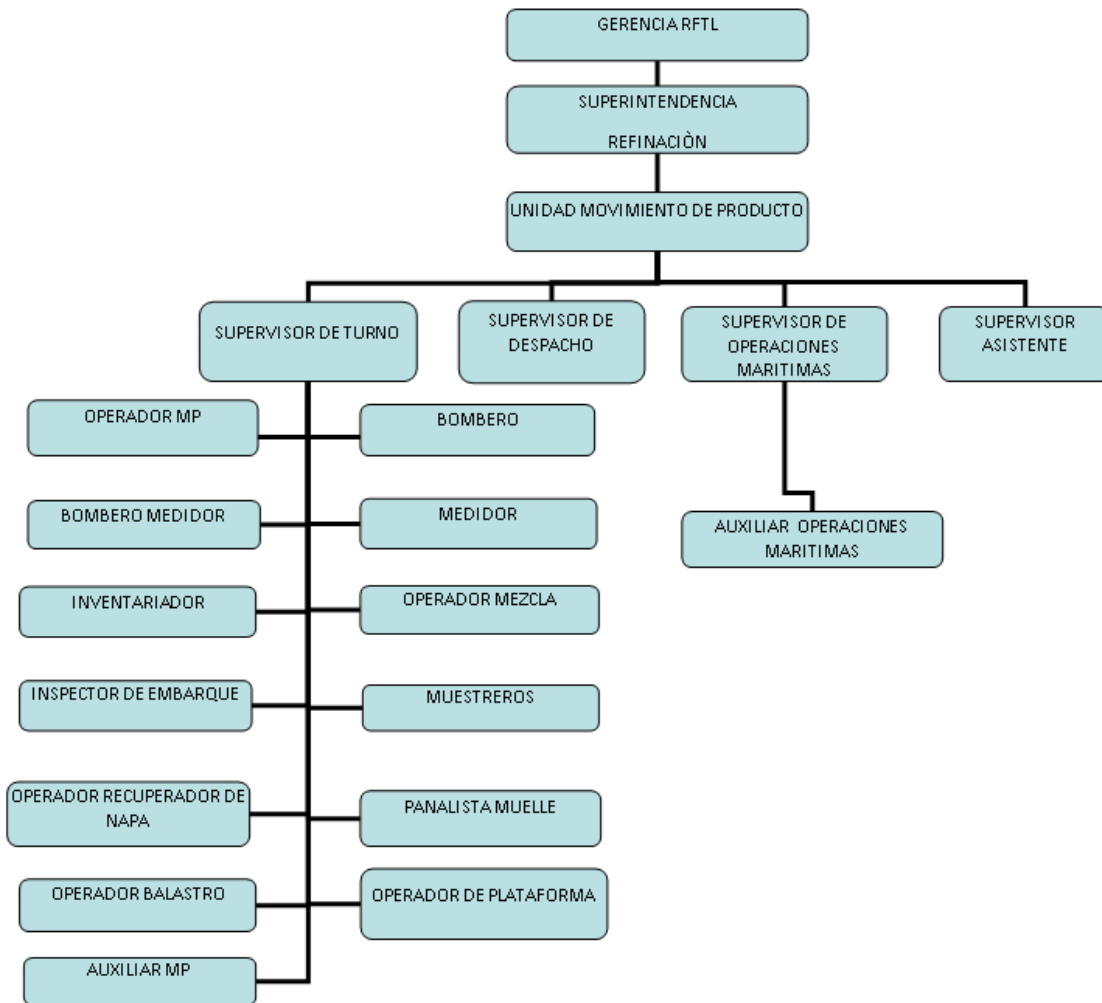 GERENCIA RFTL
SUPERINTENDENCIA
REFINACIÒN
UNIDAD MOVIMIENTO DE PRODUCTO
SUPERVISOR DE TURNO
SUPERVISOR DE
DESPACHO
SUPERVISOR DE
OPERACIONES
MARITIMAS
SUPERVISOR
ASISTENTE
OPERADOR MP
BOMBERO
BOMBERO MEDIDOR
MEDIDOR
AUXILIAR OPERACIONES
MARITIMAS
INVENTARIADOR
OPERADOR MEZCLA
INSPECTOR DE EMBARQUE
MUESTREROS
OPERADOR RECUPERADOR DE
NAPA
PANALISTA MUELLE
OPERADOR BALASTRO
OPERADOR DE PLATAFORMA
AUXILIAR MP